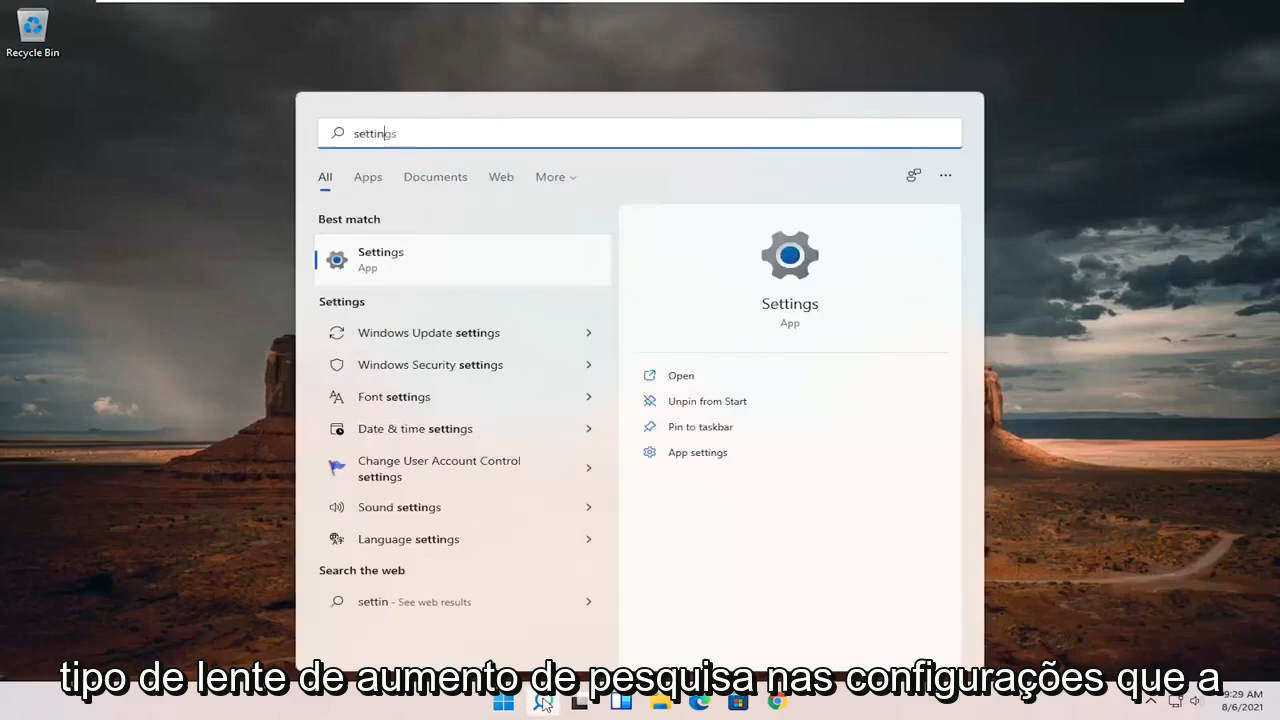 Recycle Bin
settings
All Apps Documents Web More
Best match
Settings
App
Settings
Windows Update settings
Windows Security settings
Font settings
Date & time settings
Change User Account Control
settings
Sound settings
Language settings
Search the web
settin - See web results
Settings
App
Open
Unpin from Start
Pin to taskbar
App settings
tipo de lente de aumento de pesquisa nas configurações que a
9:29 AM
8/6/2021